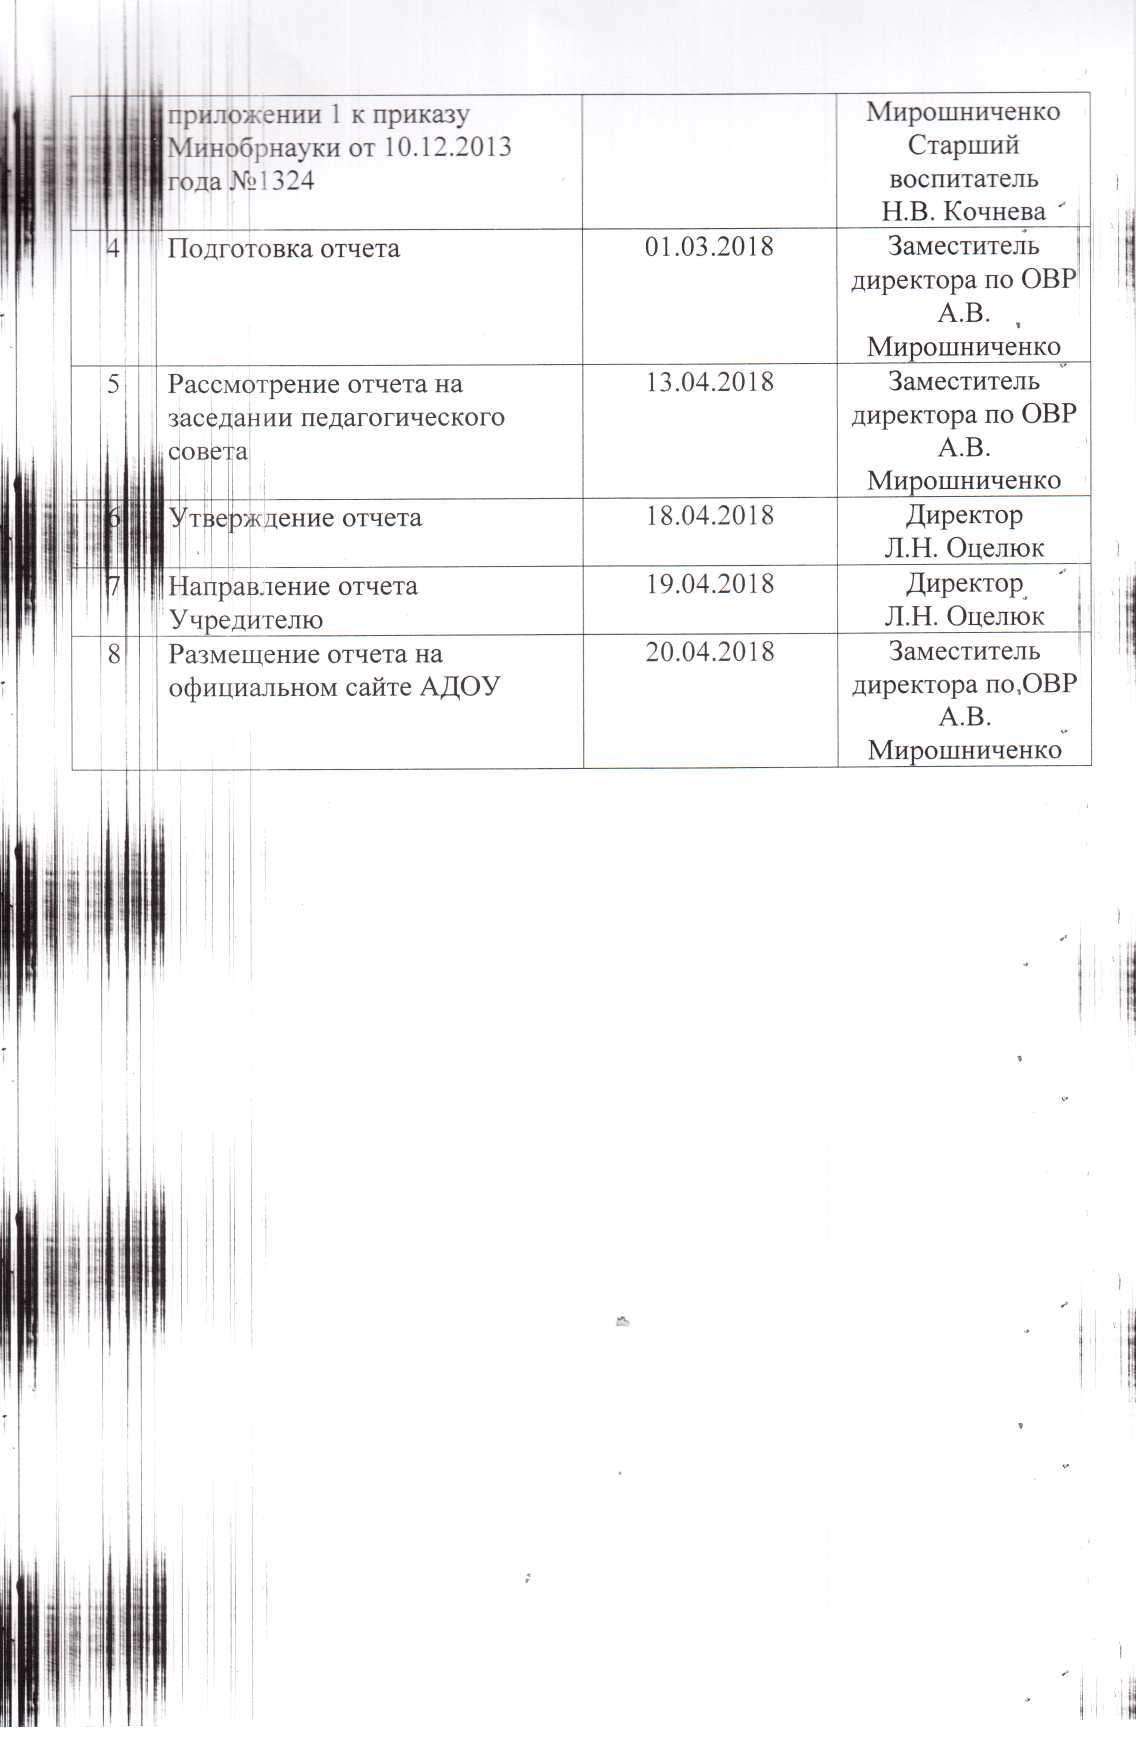 приложении 1 к приказу
Минобрнауки от 10.12.2013
года №1324
Мирошниченко
Старший
воспитатель
Н.В. Кочнева
4
Подготовка отчета
01.03.2018
Заместитель
директора по ОВР
А.В.
Мирошниченко
5
Рассмотрение отчета на
заседании педагогического
совета
13.04.2018
Заместитель
директора по ОВР
А.В.
Мирошниченко
6
Утверждение отчета
18.04.2018
Директор
Л.Н. Оцелюк
7
Направление отчета
Учредителю
19.04.2018
Директор
Л.Н. Оцелюк
8
Размещение отчета на
официальном сайте АДОУ
20.04.2018
Заместитель
директора по ОВР
А.В.
Мирошниченко